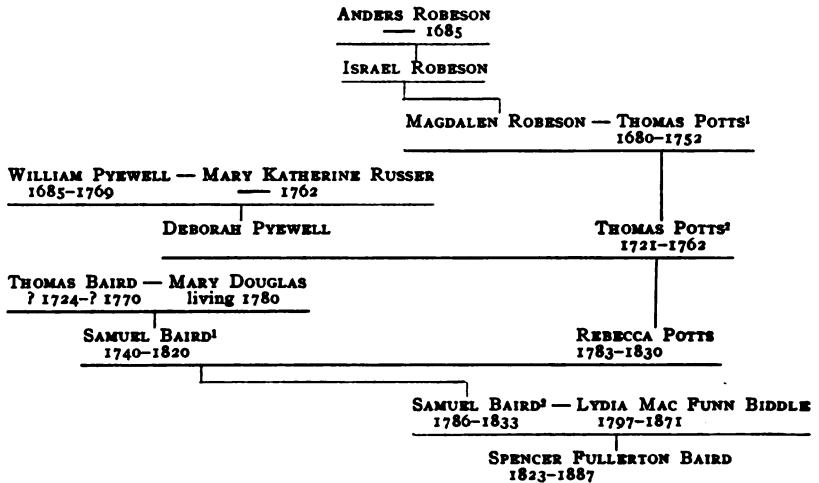 ANDERS ROBESON
— 1685
ISRAEL ROBESON
MAGDALEN ROBESON — THOMAS POTTS¹
1680–1752
WILLIAM PYEWELL — MARY KATHERINE RUSSER
1685–1769 — 1762
DEBORAH PYEWELL THOMAS POTTS²
1721–1762
THOMAS BAIRD — MARY DOUGLAS
? 1724–? 1770 living 1780
SAMUEL BAIRD¹ REBECCA POTTS
1740–1820 1783–1830
SAMUEL BAIRD² — LYDIA MAC FUNN BIDDLE
1786–1833 1797–1871
SPENCER FULLERTON BAIRD
1823–1887